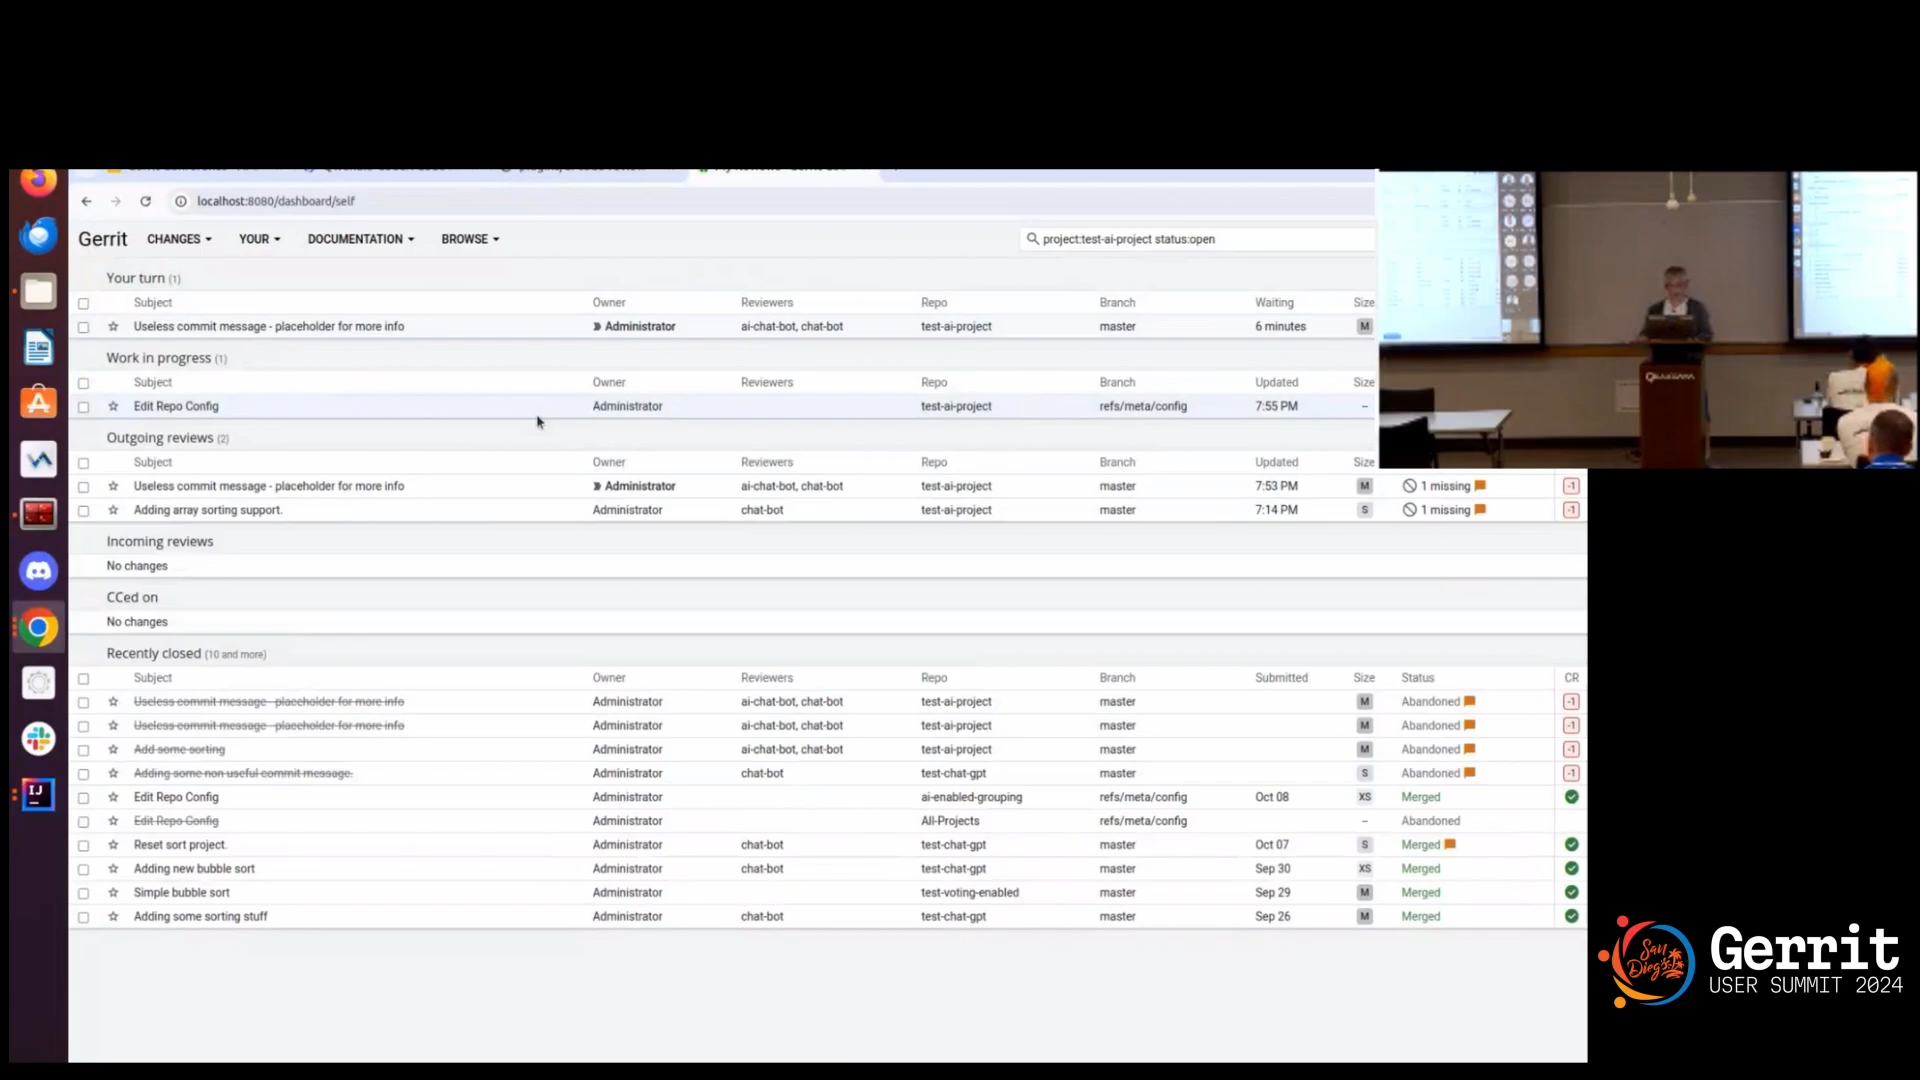 localhost:8080/dashboard/self
Gerrit CHANGES YOUR DOCUMENTATION BROWSE project:test-ai-project status:open
Your turn (1)
Subject Owner Reviewers Repo Branch Waiting Size
Useless commit message - placeholder for more info Administrator ai-chat-bot, chat-bot test-ai-project master 6 minutes M
Work in progress (1)
Subject Owner Reviewers Repo Branch Updated Size
Edit Repo Config Administrator test-ai-project refs/meta/config 7:55 PM –
Outgoing reviews (2)
Subject Owner Reviewers Repo Branch Updated Size
Useless commit message - placeholder for more info Administrator ai-chat-bot, chat-bot test-ai-project master 7:53 PM M 1 missing -1
Adding array sorting support. Administrator chat-bot test-ai-project master 7:14 PM S 1 missing -1
Incoming reviews
No changes
CCed on
No changes
Recently closed (10 and more)
Subject Owner Reviewers Repo Branch Submitted Size Status CR
Useless commit message - placeholder for more info Administrator ai-chat-bot, chat-bot test-ai-project master M Abandoned -1
Useless commit message - placeholder for more info Administrator ai-chat-bot, chat-bot test-ai-project master M Abandoned -1
Add some sorting Administrator ai-chat-bot, chat-bot test-ai-project master M Abandoned -1
Adding some non useful commit message. Administrator chat-bot test-chat-gpt master S Abandoned -1
Edit Repo Config Administrator ai-enabled-grouping refs/meta/config Oct 08 XS Merged
Edit Repo Config Administrator All-Projects refs/meta/config – Abandoned
Reset sort project. Administrator chat-bot test-chat-gpt master Oct 07 S Merged
Adding new bubble sort Administrator chat-bot test-chat-gpt master Sep 30 XS Merged
Simple bubble sort Administrator test-voting-enabled master Sep 29 M Merged
Adding some sorting stuff Administrator chat-bot test-chat-gpt master Sep 26 M Merged
QUALCOMM
IJ
San Diego
Gerrit
USER SUMMIT 2024